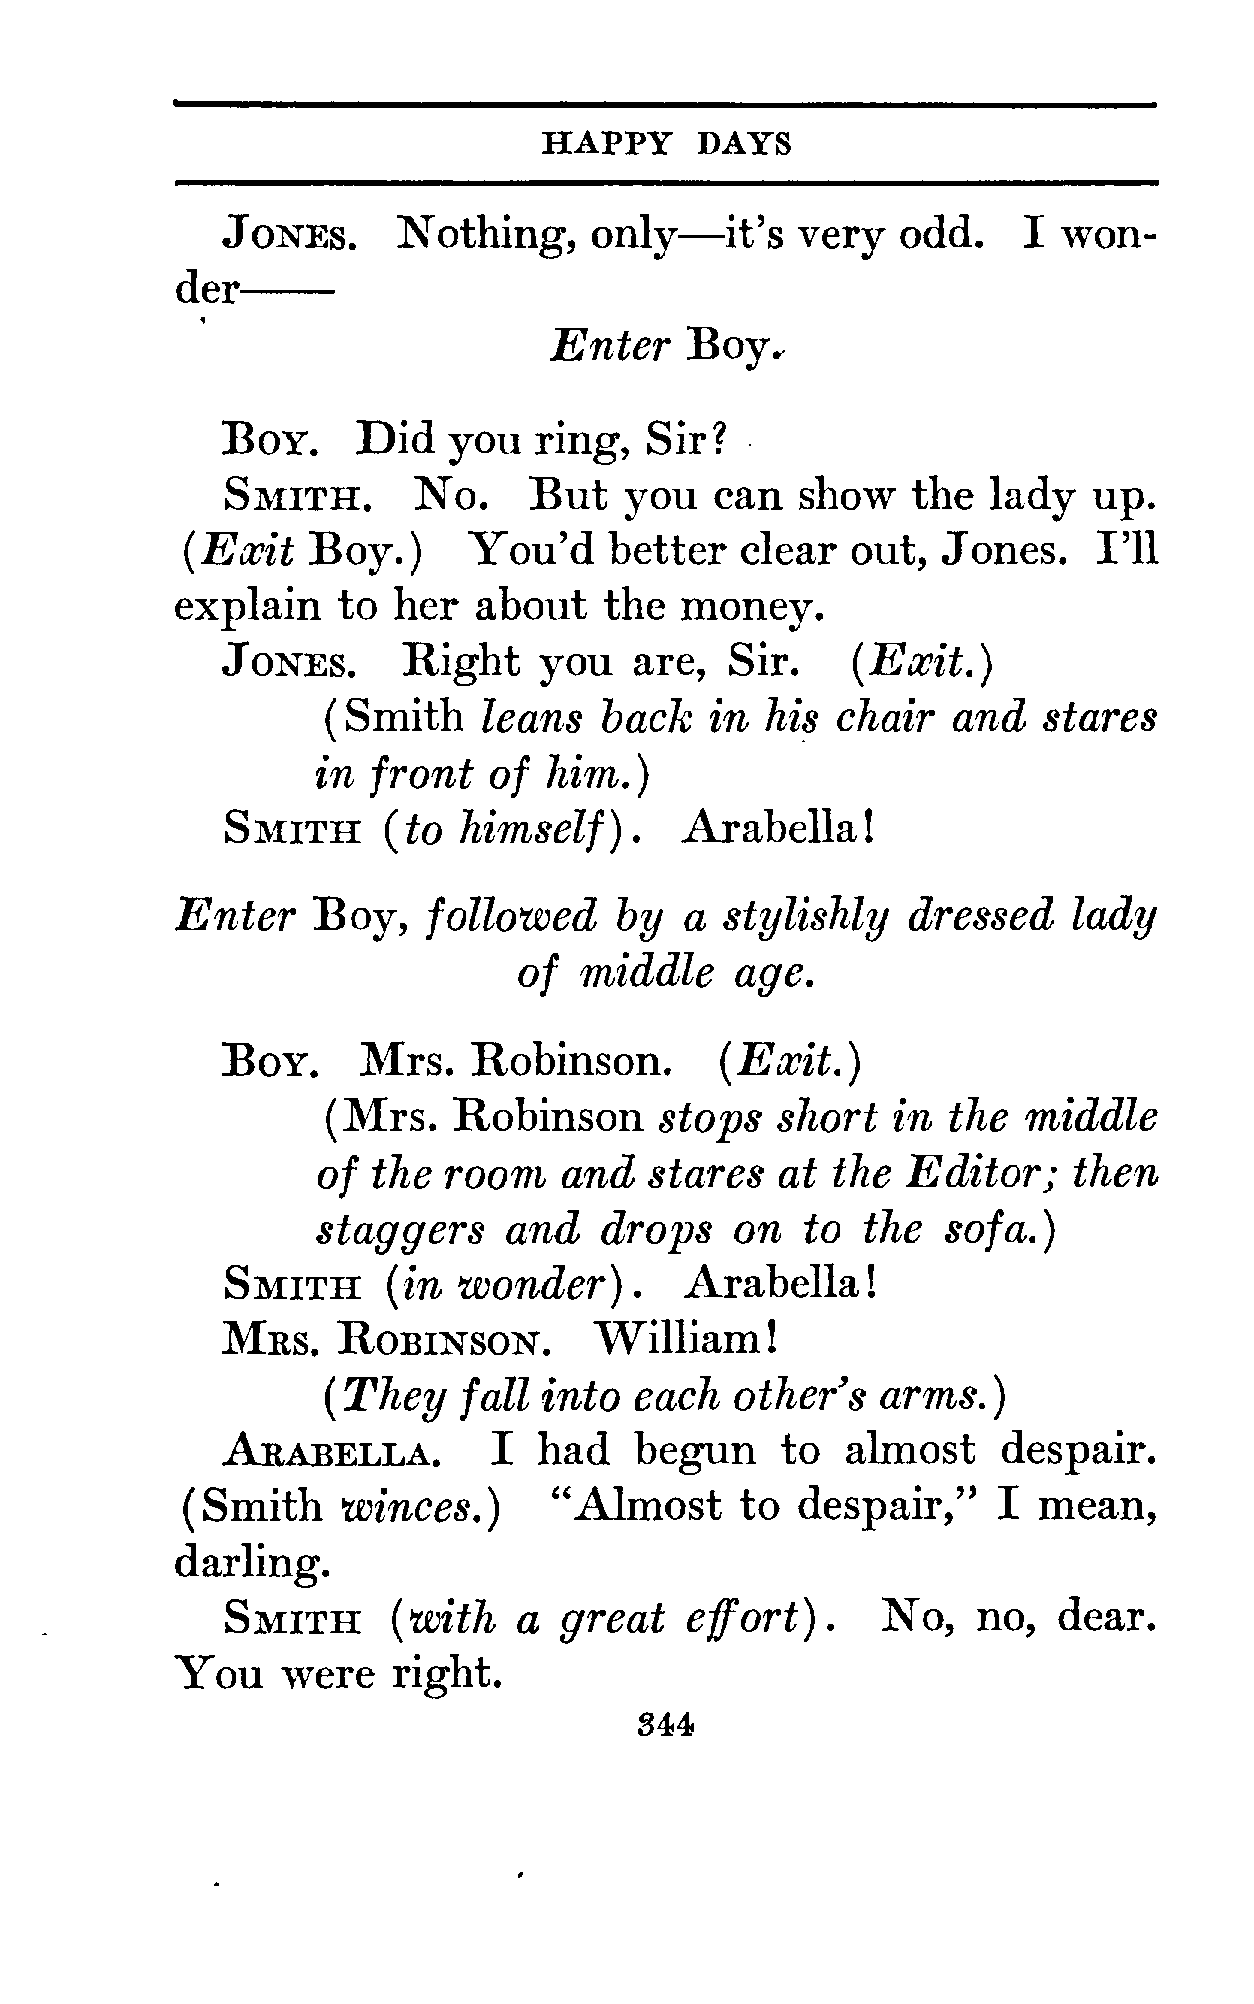 HAPPY DAYS
JONES. Nothing, only—it's very odd. I won-
der——
Enter Boy.
BOY. Did you ring, Sir?
SMITH. No. But you can show the lady up.
(Exit Boy.) You'd better clear out, Jones. I'll
explain to her about the money.
JONES. Right you are, Sir. (Exit.)
(Smith leans back in his chair and stares
in front of him.)
SMITH (to himself). Arabella!
Enter Boy, followed by a stylishly dressed lady
of middle age.
BOY. Mrs. Robinson. (Exit.)
(Mrs. Robinson stops short in the middle
of the room and stares at the Editor; then
staggers and drops on to the sofa.)
SMITH (in wonder). Arabella!
MRS. ROBINSON. William!
(They fall into each other's arms.)
ARABELLA. I had begun to almost despair.
(Smith winces.) "Almost to despair," I mean,
darling.
SMITH (with a great effort). No, no, dear.
You were right.
344